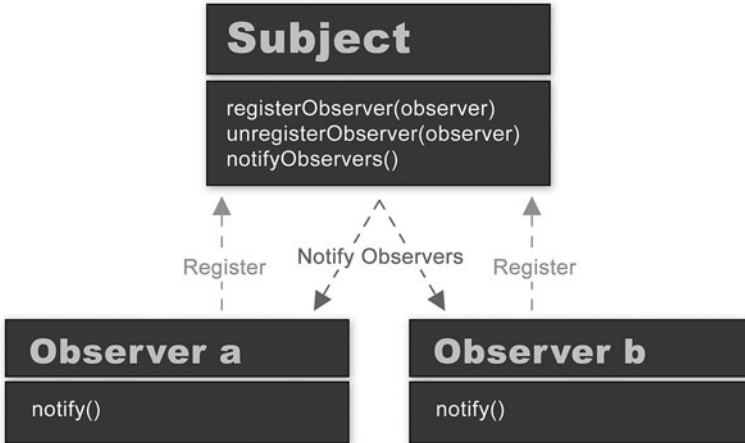 Subject
registerObserver(observer)
unregisterObserver(observer)
notifyObservers()
Register
Notify Observers
Register
Observer a
notify()
Observer b
notify()